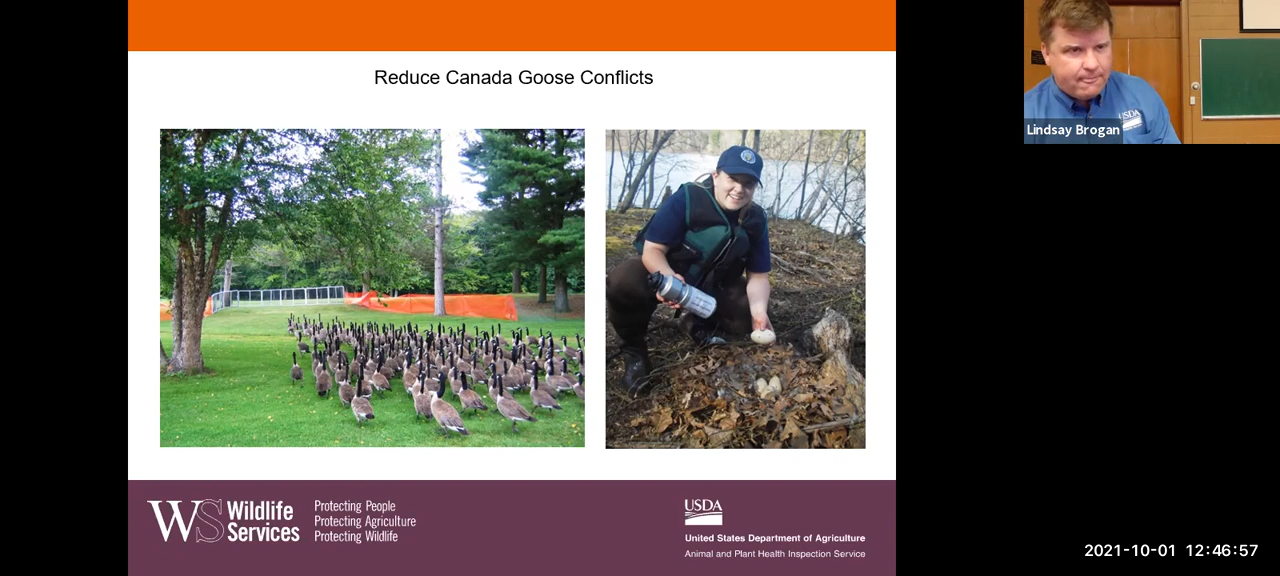 Reduce Canada Goose Conflicts
USDA
Lindsay Brogan
WS Wildlife
Services
Protecting People
Protecting Agriculture
Protecting Wildlife
USDA
United States Department of Agriculture
Animal and Plant Health Inspection Service
2021-10-01 12:46:57